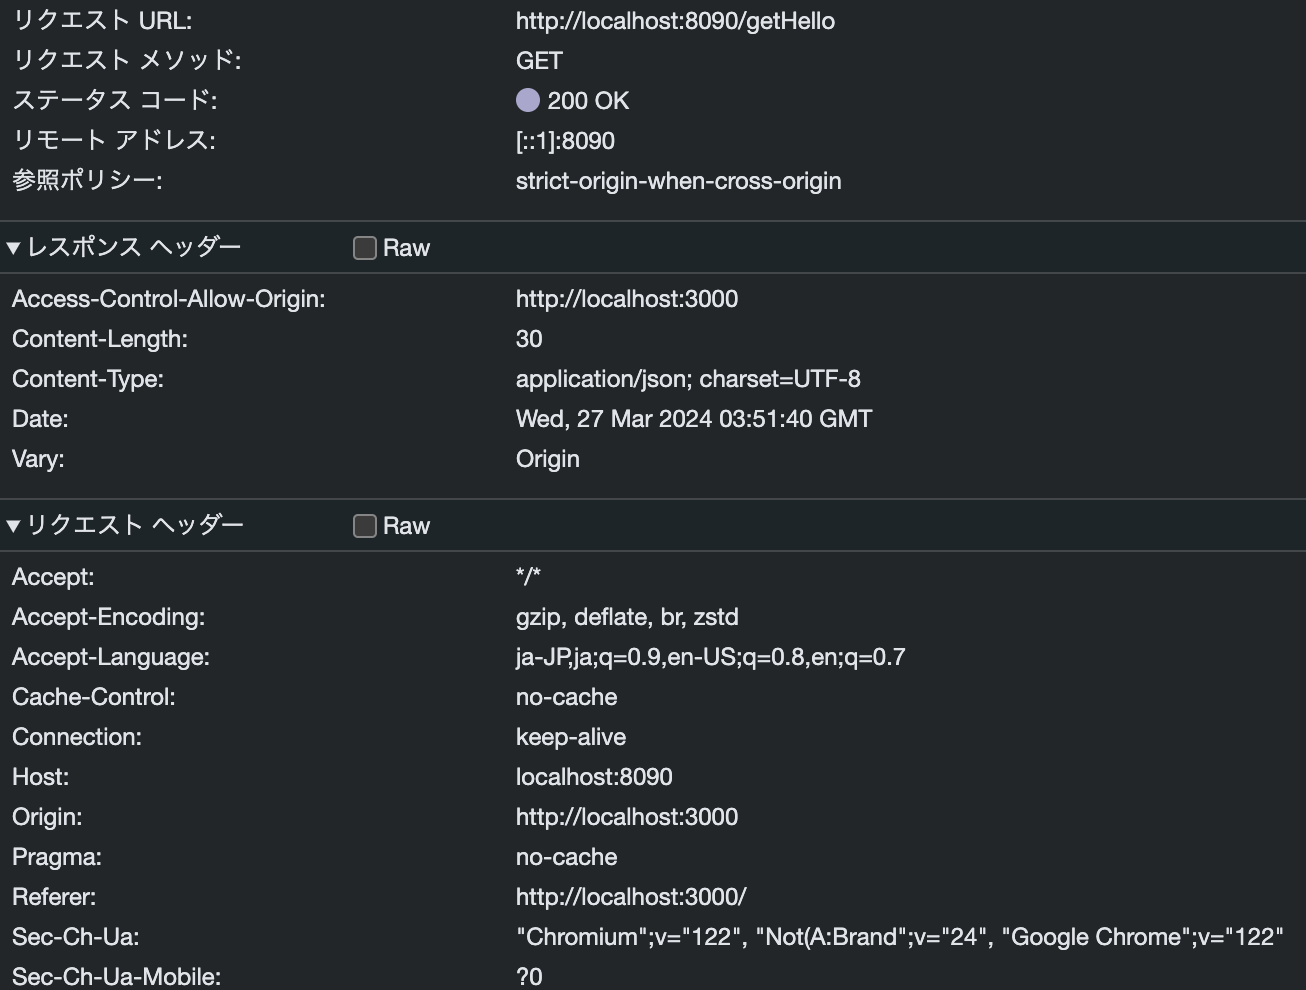 リクエスト URL: http://localhost:8090/getHello
リクエスト メソッド: GET
ステータス コード: 200 OK
リモート アドレス: [::1]:8090
参照ポリシー: strict-origin-when-cross-origin
▼レスポンス ヘッダー Raw
Access-Control-Allow-Origin: http://localhost:3000
Content-Length: 30
Content-Type: application/json; charset=UTF-8
Date: Wed, 27 Mar 2024 03:51:40 GMT
Vary: Origin
▼リクエスト ヘッダー Raw
Accept: */*
Accept-Encoding: gzip, deflate, br, zstd
Accept-Language: ja-JP,ja;q=0.9,en-US;q=0.8,en;q=0.7
Cache-Control: no-cache
Connection: keep-alive
Host: localhost:8090
Origin: http://localhost:3000
Pragma: no-cache
Referer: http://localhost:3000/
Sec-Ch-Ua: "Chromium";v="122", "Not(A:Brand";v="24", "Google Chrome";v="122"
Sec-Ch-Ua-Mobile: ?0